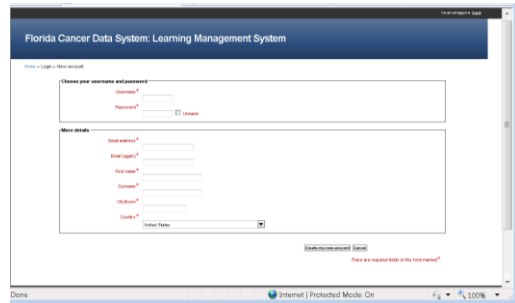 You are not logged in. (Login)
Florida Cancer Data System: Learning Management System
Home » Login » New account
Choose your username and password
Username*
Password*
Unmask
More details
Email address*
Email (again)*
First name*
Surname*
City/town*
Country*
United States
Create my new account Cancel
There are required fields in this form marked*
Done Internet | Protected Mode: On 100%